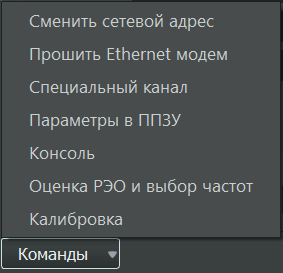 Сменить сетевой адрес
Прошить Ethernet модем
Специальный канал
Параметры в ППЗУ
Консоль
Оценка РЭО и выбор частот
Калибровка
Команды